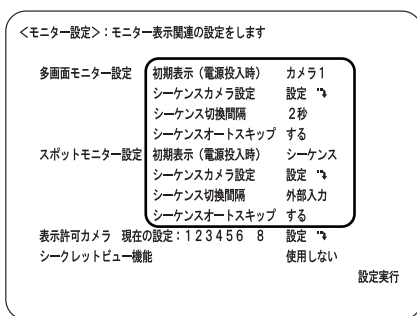 <モニター設定>:モニター表示関連の設定をします
多画面モニター設定 初期表示(電源投入時) カメラ1
シーケンスカメラ設定 設定 ↴
シーケンス切換間隔 2秒
シーケンスオートスキップ する
スポットモニター設定 初期表示(電源投入時) シーケンス
シーケンスカメラ設定 設定 ↴
シーケンス切換間隔 外部入力
シーケンスオートスキップ する
表示許可カメラ 現在の設定:123456 8 設定 ↴
シークレットビュー機能 使用しない
設定実行